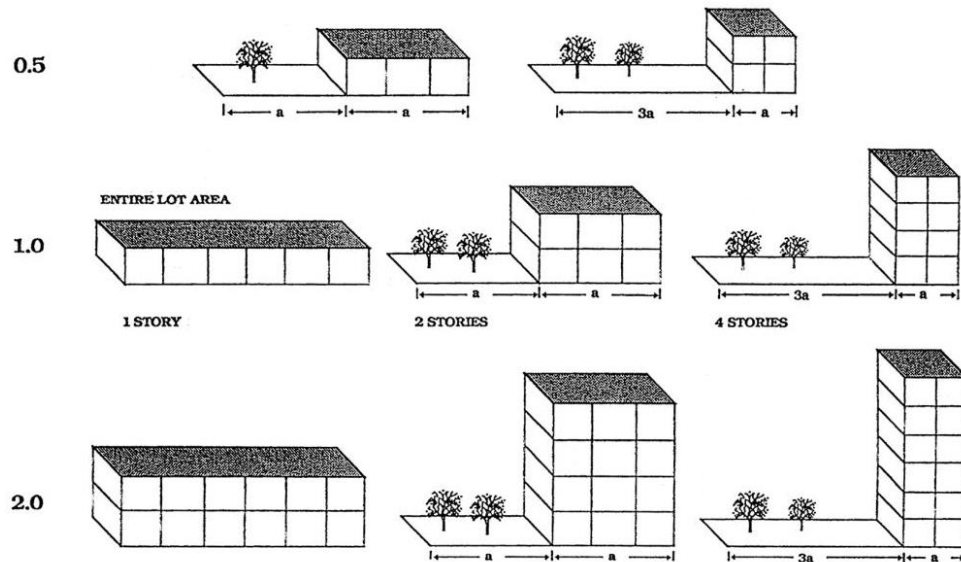 0.5
a a
3a a
ENTIRE LOT AREA
1.0
a a
3a a
1 STORY
2 STORIES
4 STORIES
2.0
a a
3a a